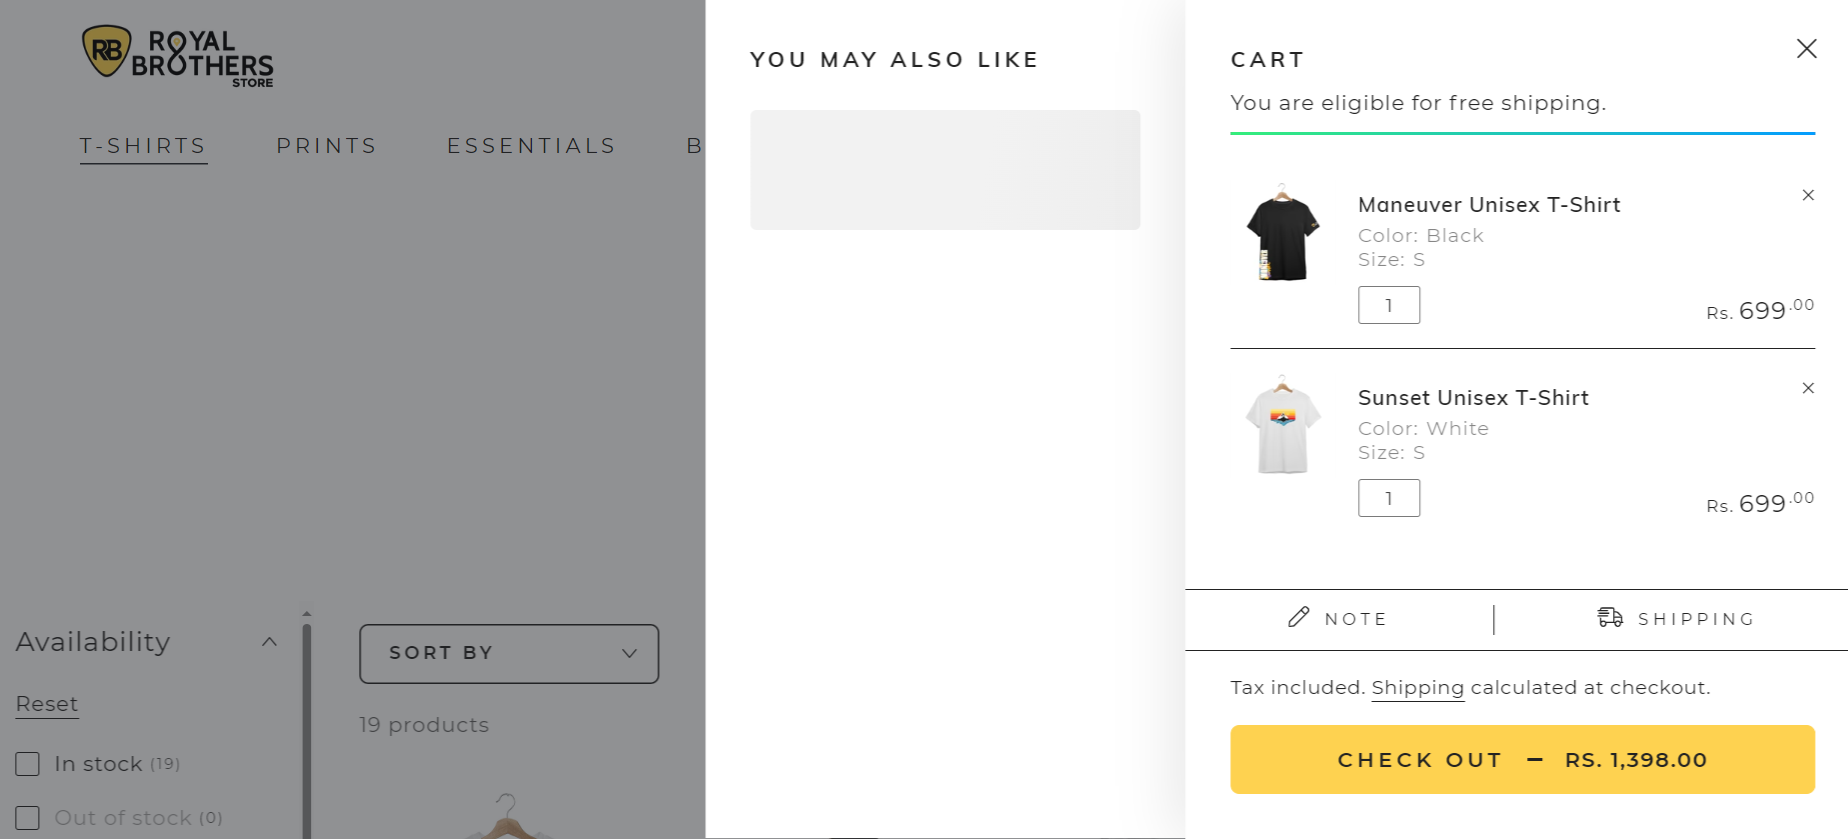 RB ROYAL
BROTHERS
STORE
T-SHIRTS PRINTS ESSENTIALS B
Availability
Reset
In stock (19)
Out of stock (0)
SORT BY
19 products
YOU MAY ALSO LIKE
CART
You are eligible for free shipping.
Maneuver Unisex T-Shirt
Color: Black
Size: S
1
Rs. 699.00
Sunset Unisex T-Shirt
Color: White
Size: S
1
Rs. 699.00
NOTE
SHIPPING
Tax included. Shipping calculated at checkout.
CHECK OUT – RS. 1,398.00